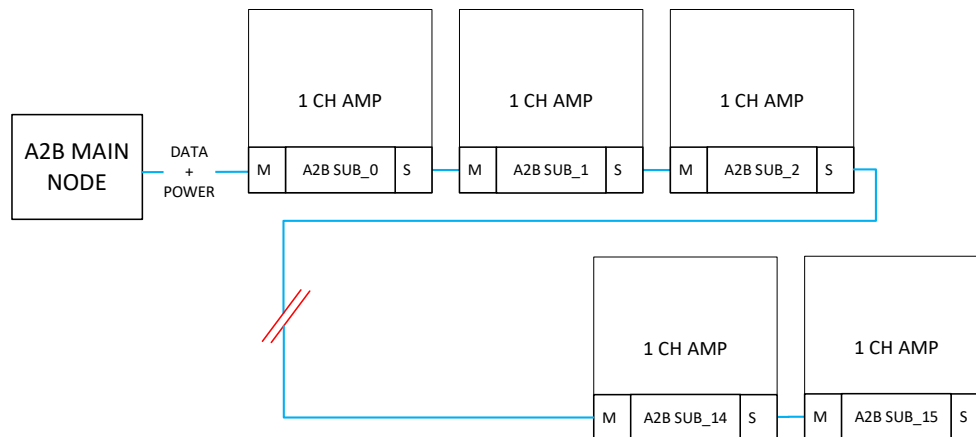 1 CH AMP
1 CH AMP
1 CH AMP
A2B MAIN
NODE
DATA
+
POWER
M
A2B SUB_0
S
M
A2B SUB_1
S
M
A2B SUB_2
S
1 CH AMP
1 CH AMP
M
A2B SUB_14
S
M
A2B SUB_15
S